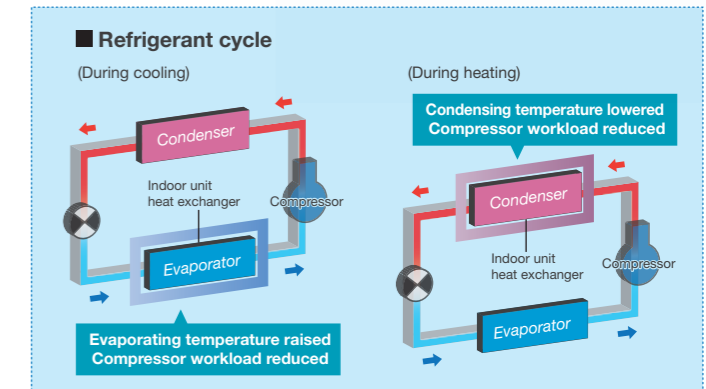 Refrigerant cycle
(During cooling)
Condenser
Indoor unit
heat exchanger
Compressor
Evaporator
Evaporating temperature raised
Compressor workload reduced
(During heating)
Condensing temperature lowered
Compressor workload reduced
Condenser
Indoor unit
heat exchanger
Compressor
Evaporator